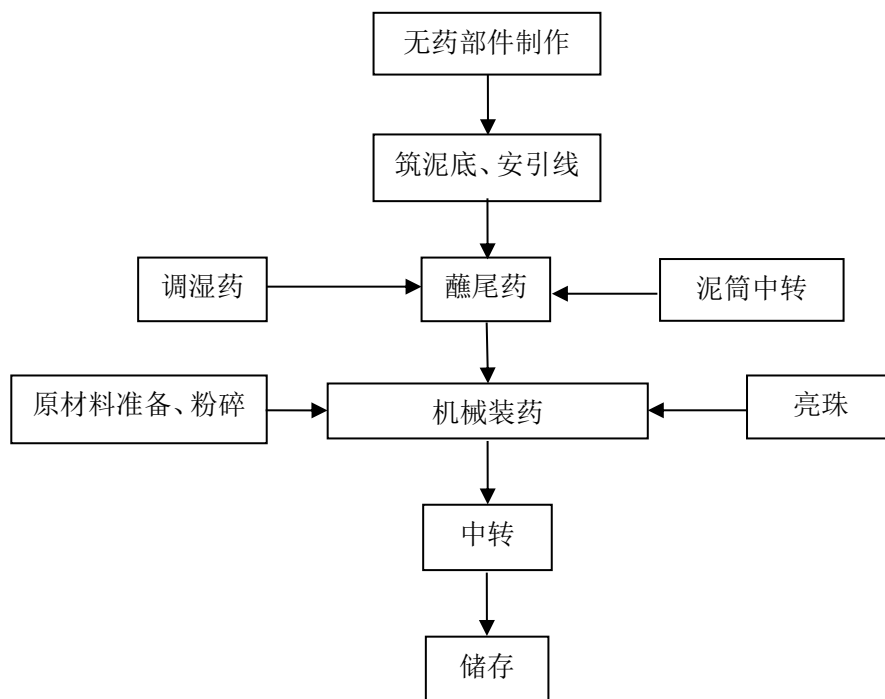 无药部件制作
筑泥底、安引线
调湿药
蘸尾药
泥筒中转
原材料准备、粉碎
机械装药
亮珠
中转
储存